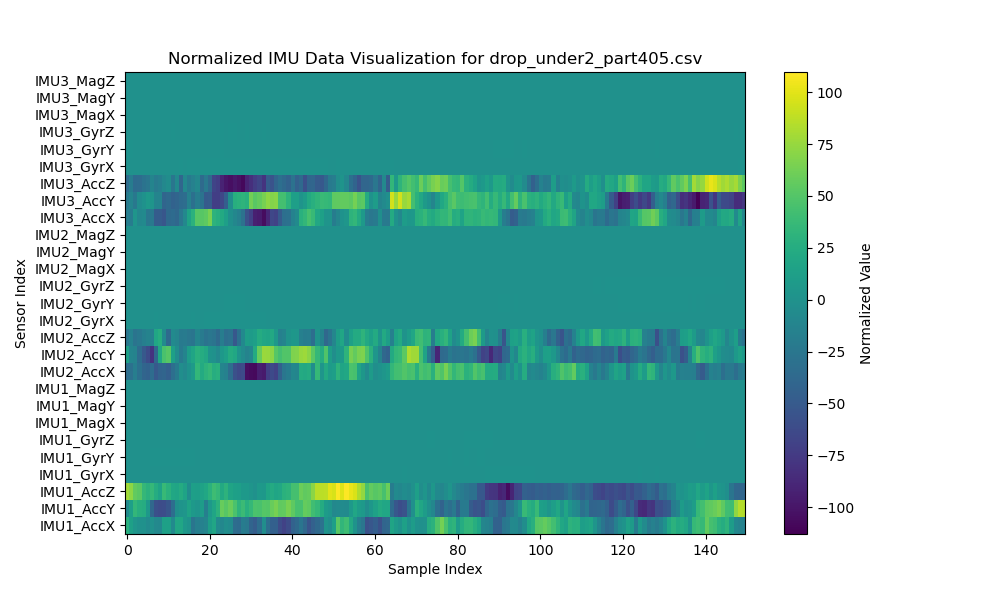 Normalized IMU Data Visualization for drop_under2_part405.csv
IMU3_MagZ
IMU3_MagY
IMU3_MagX
IMU3_GyrZ
IMU3_GyrY
IMU3_GyrX
IMU3_AccZ
IMU3_AccY
IMU3_AccX
IMU2_MagZ
IMU2_MagY
IMU2_MagX
IMU2_GyrZ
IMU2_GyrY
IMU2_GyrX
IMU2_AccZ
IMU2_AccY
IMU2_AccX
IMU1_MagZ
IMU1_MagY
IMU1_MagX
IMU1_GyrZ
IMU1_GyrY
IMU1_GyrX
IMU1_AccZ
IMU1_AccY
IMU1_AccX
Sensor Index
0 20 40 60 80 100 120 140
Sample Index
100
75
50
25
0
−25
−50
−75
−100
Normalized Value